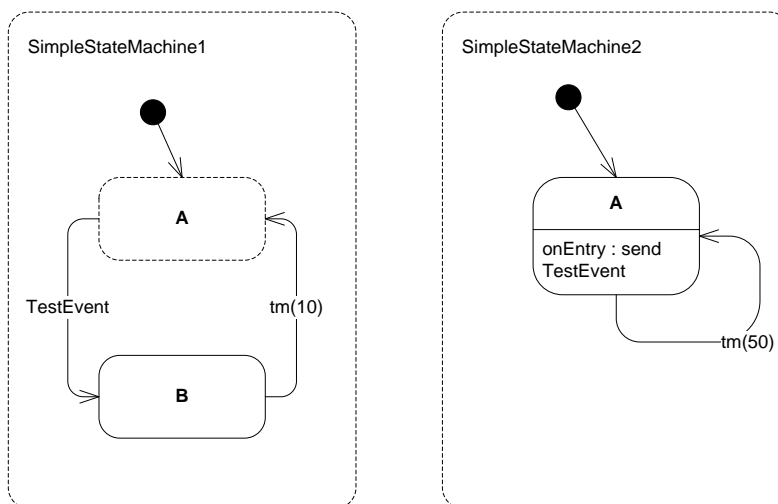 SimpleStateMachine1
A
TestEvent
tm(10)
B
SimpleStateMachine2
A
onEntry : send
TestEvent
tm(50)